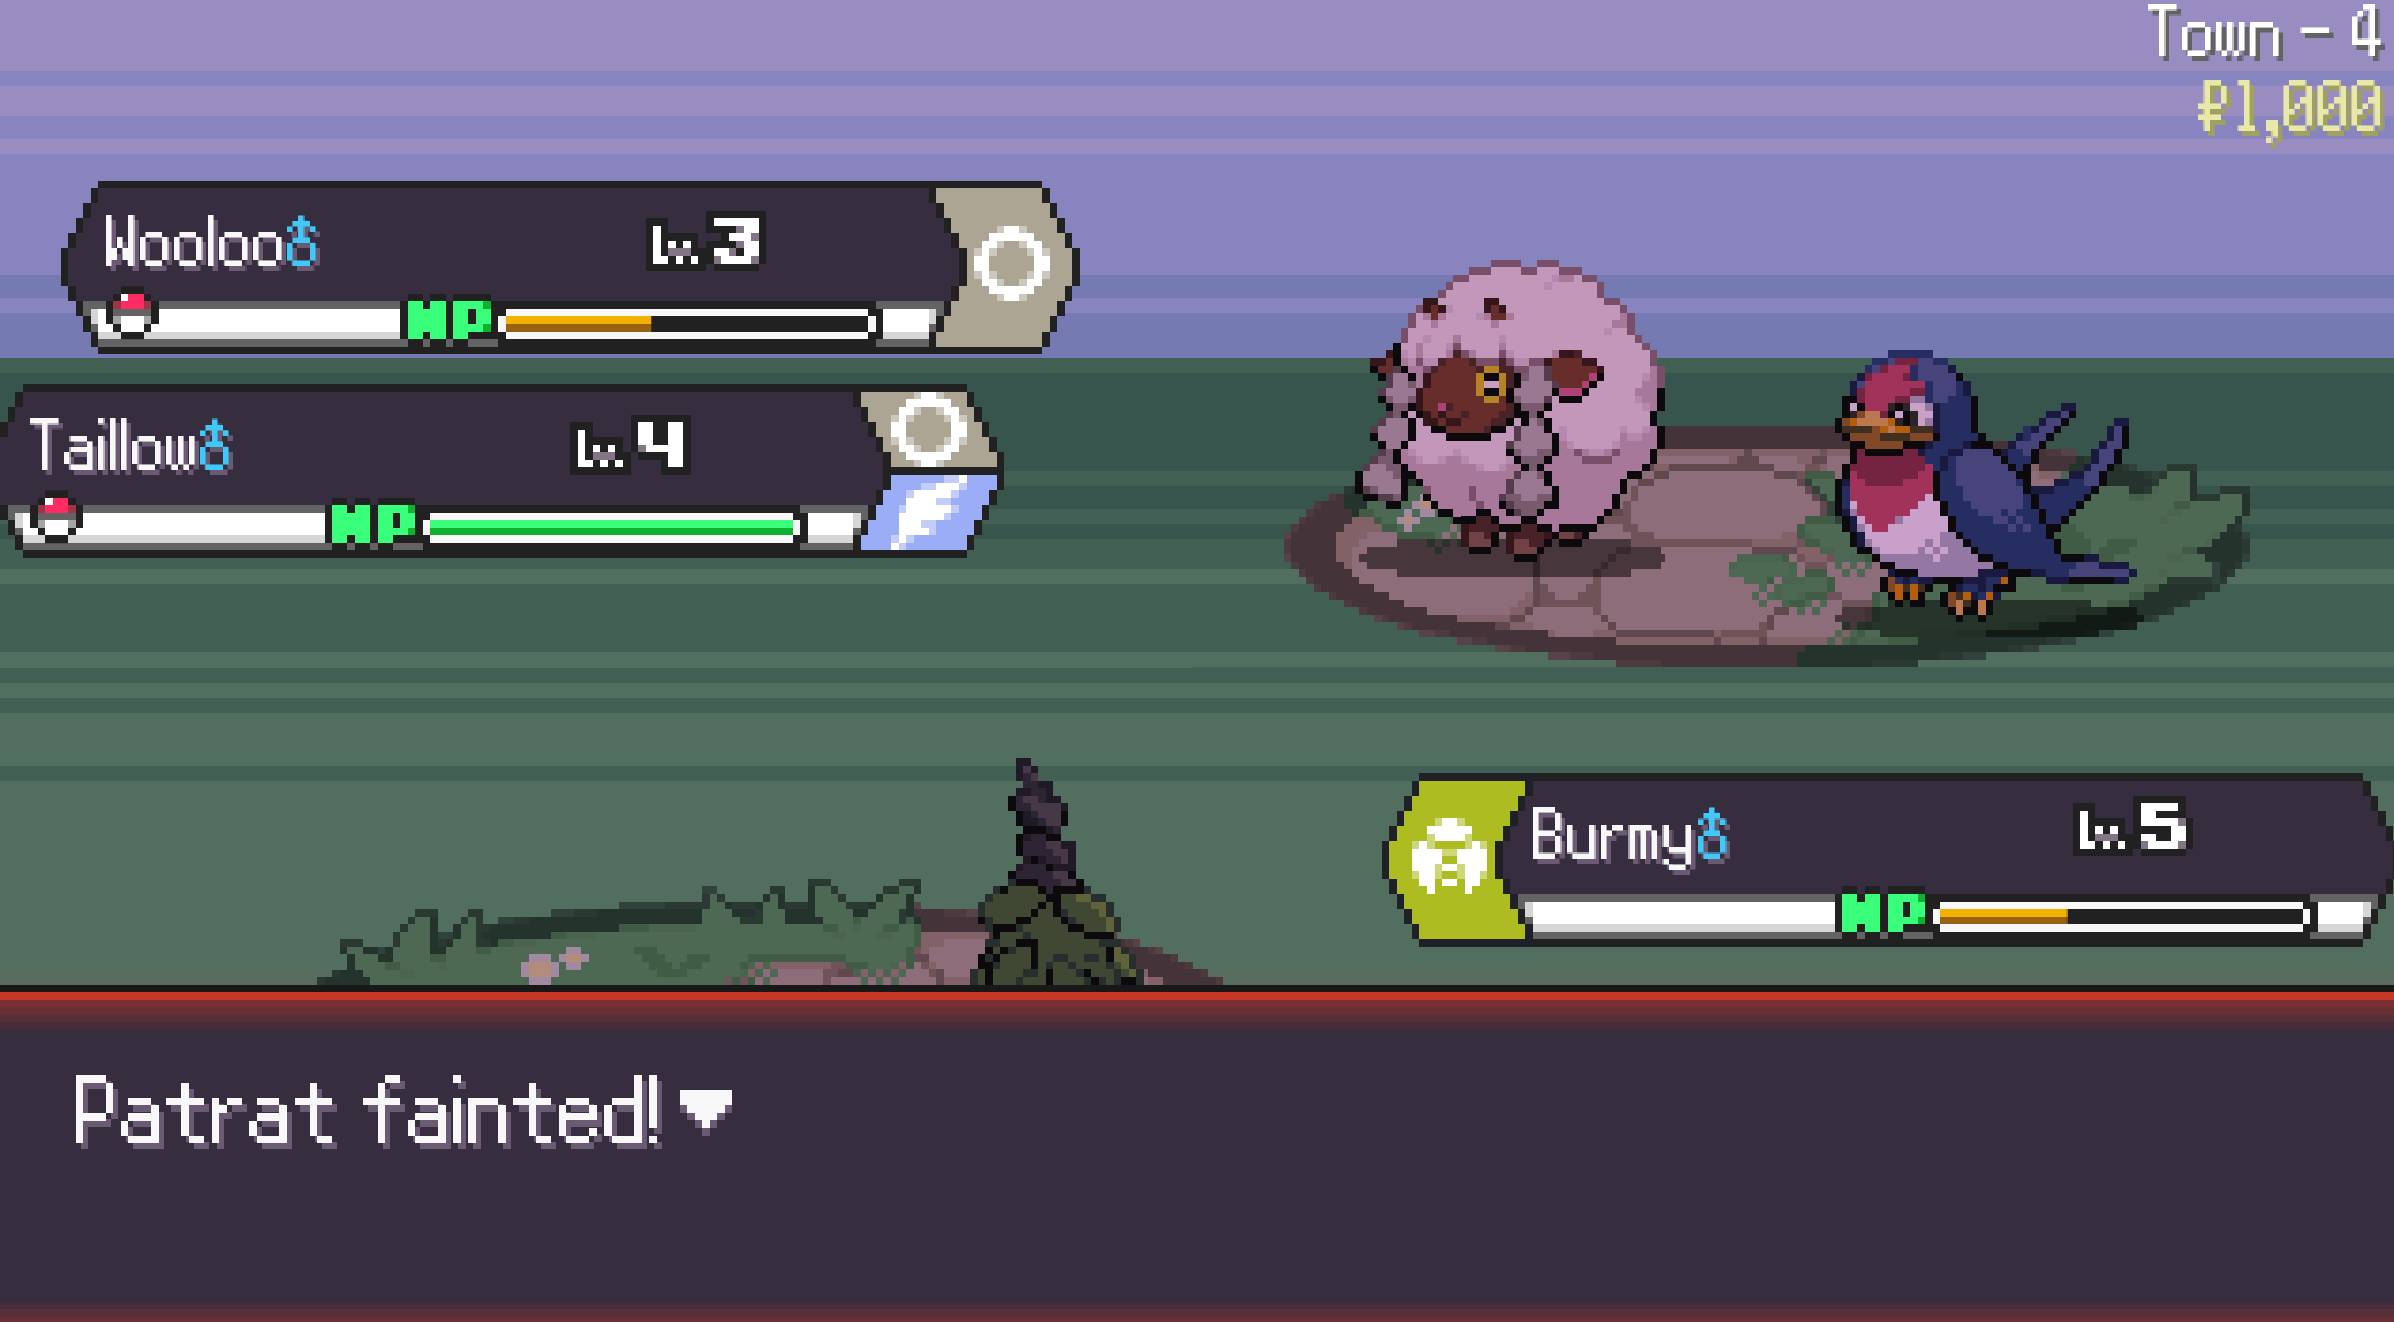 Town - 4
₽1,000
Wooloo♂ Lv.3
HP
Taillow♂ Lv.4
HP
Burmy♂ Lv.5
HP
Patrat fainted!